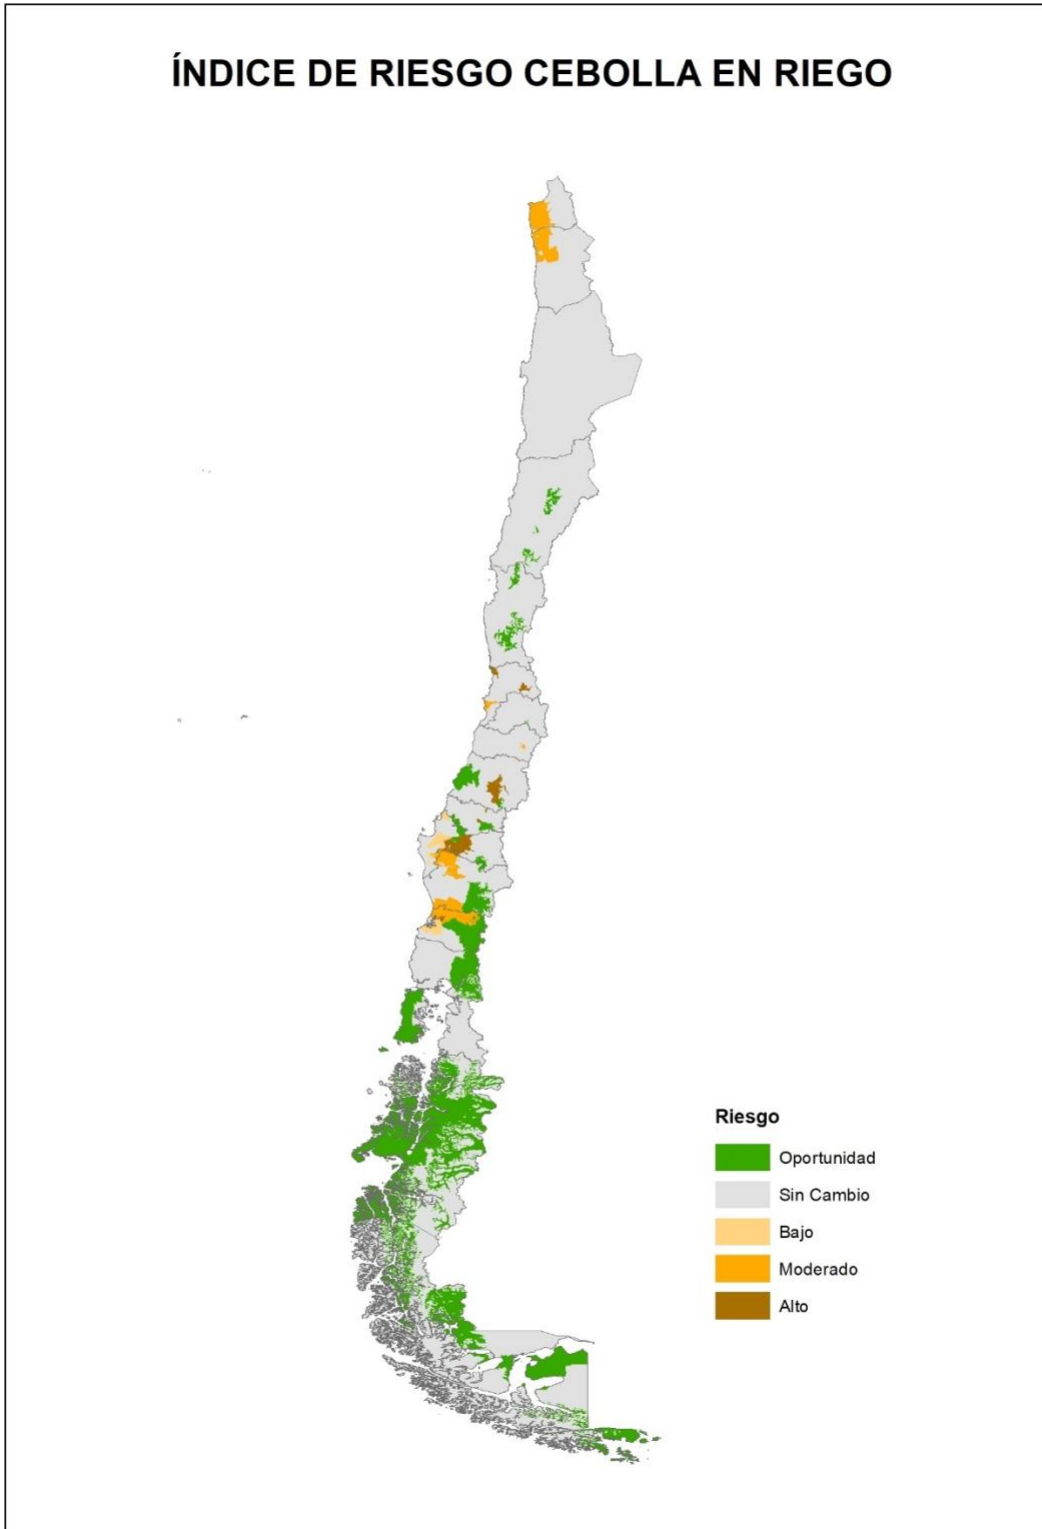 ÍNDICE DE RIESGO CEBOLLA EN RIEGO
Riesgo
Oportunidad
Sin Cambio
Bajo
Moderado
Alto